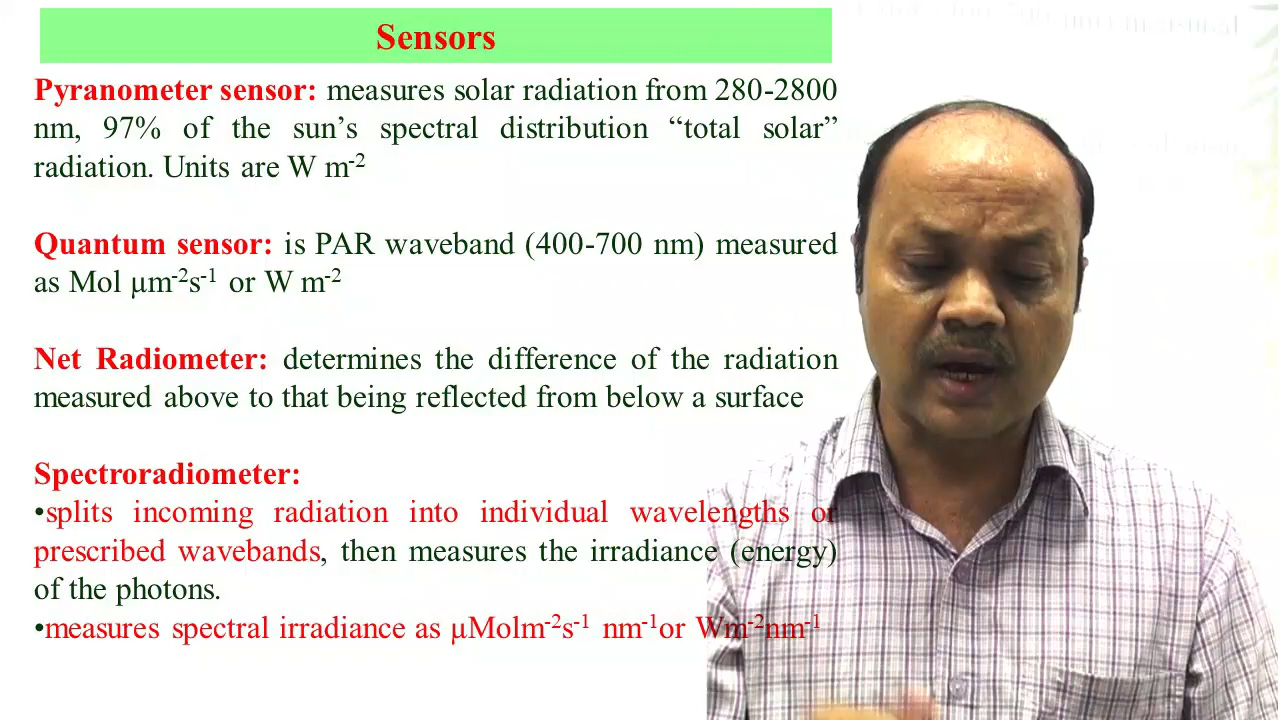 Sensors
Pyranometer sensor: measures solar radiation from 280-2800
nm, 97% of the sun’s spectral distribution “total solar”
radiation. Units are W m-2
Quantum sensor: is PAR waveband (400-700 nm) measured
as Mol µm-2s-1 or W m-2
Net Radiometer: determines the difference of the radiation
measured above to that being reflected from below a surface
Spectroradiometer:
•splits incoming radiation into individual wavelengths or
prescribed wavebands, then measures the irradiance (energy)
of the photons.
•measures spectral irradiance as µMolm-2s-1 nm-1or Wm-2nm-1